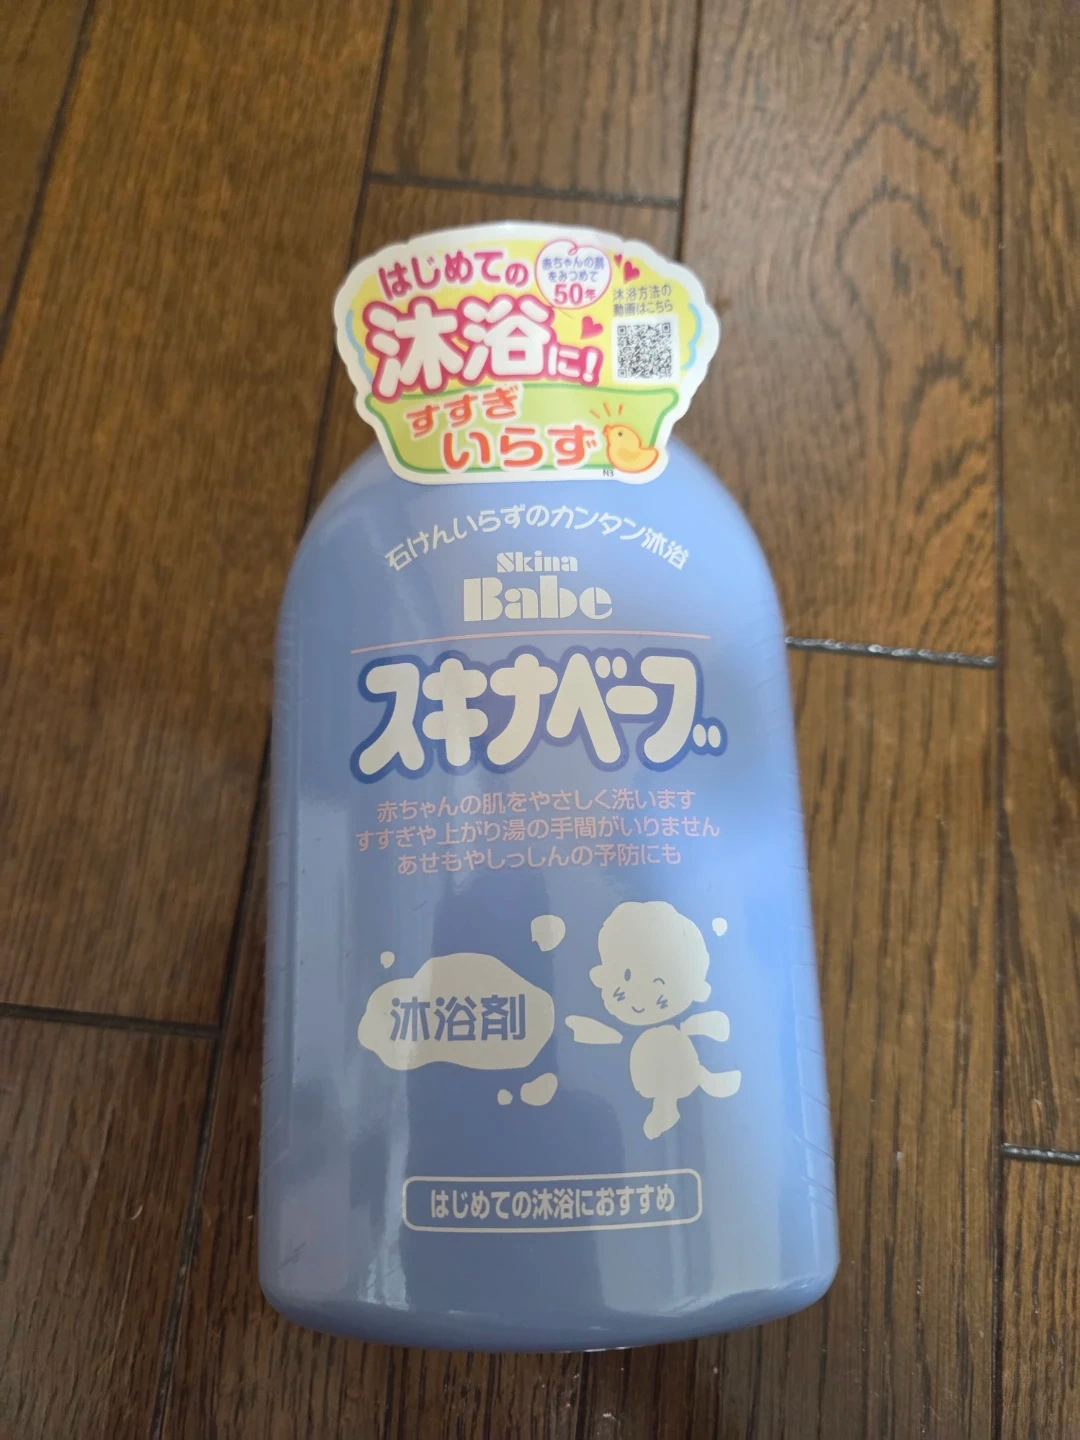 はじめての
沐浴に!
すすぎ
いらず
赤ちゃんの肌
をみつめて
50年
沐浴方法の
動画はこちら
N3
石けんいらずのカンタン沐浴
Skina
Babe
スキナベーブ
赤ちゃんの肌をやさしく洗います
すすぎや上がり湯の手間がいりません
あせもやしっしんの予防にも
沐浴剤
はじめての沐浴におすすめ